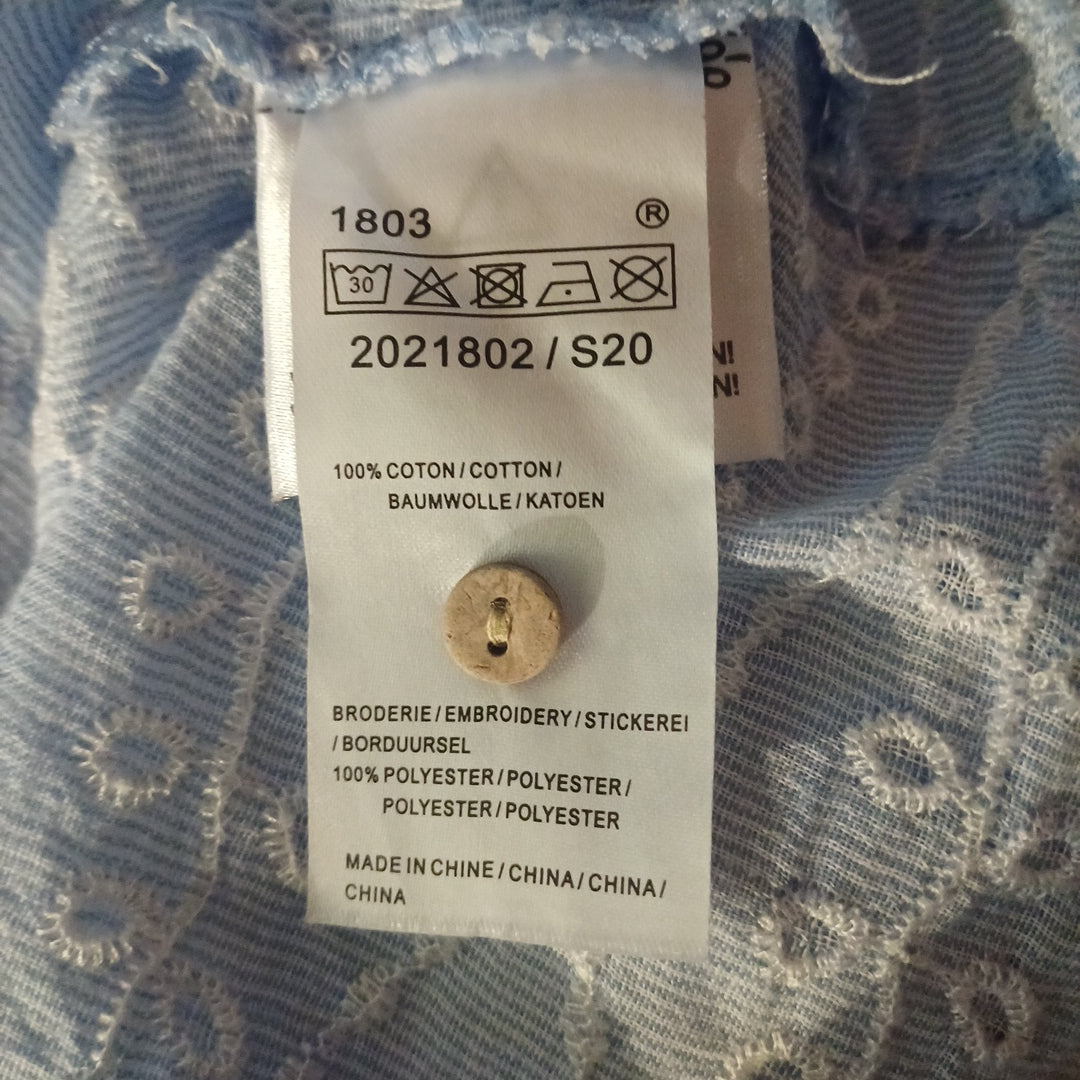 1803 ®
30
2021802 / S20
100% COTON / COTTON /
BAUMWOLLE / KATOEN
BRODERIE / EMBROIDERY / STICKEREI
/ BORDUURSEL
100% POLYESTER / POLYESTER /
POLYESTER / POLYESTER
MADE IN CHINE / CHINA / CHINA /
CHINA